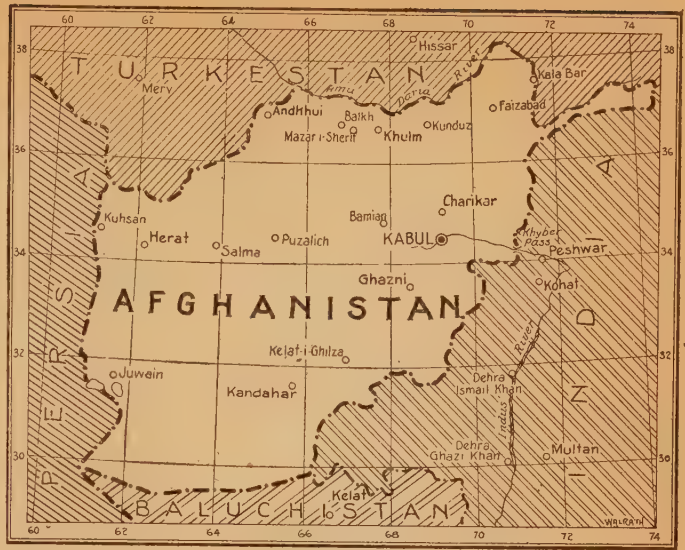 60 62 64 66 68 70 72 74
38
36
34
32
30
38
36
34
32
30
60 62 64 66 68 70 72 74
TURKESTAN
Hissar
Merv
Amu Daria River
Kala Bar
Andkhui
Balkh
Mazar-i-Sherif
Khulm
Kunduz
Faizabad
PERSIA
INDIA
Kuhsan
Herat
Salma
Puzalich
Bamian
Charikar
KABUL
Khyber
Pass
Peshwar
Ghazni
Kohat
AFGHANISTAN
Kelat-i-Ghilza
Juwain
Kandahar
Dehra
Ismail Khan
Indus River
Dehra
Ghazi Khan
Multan
Kelat
BALUCHISTAN
WALRATH